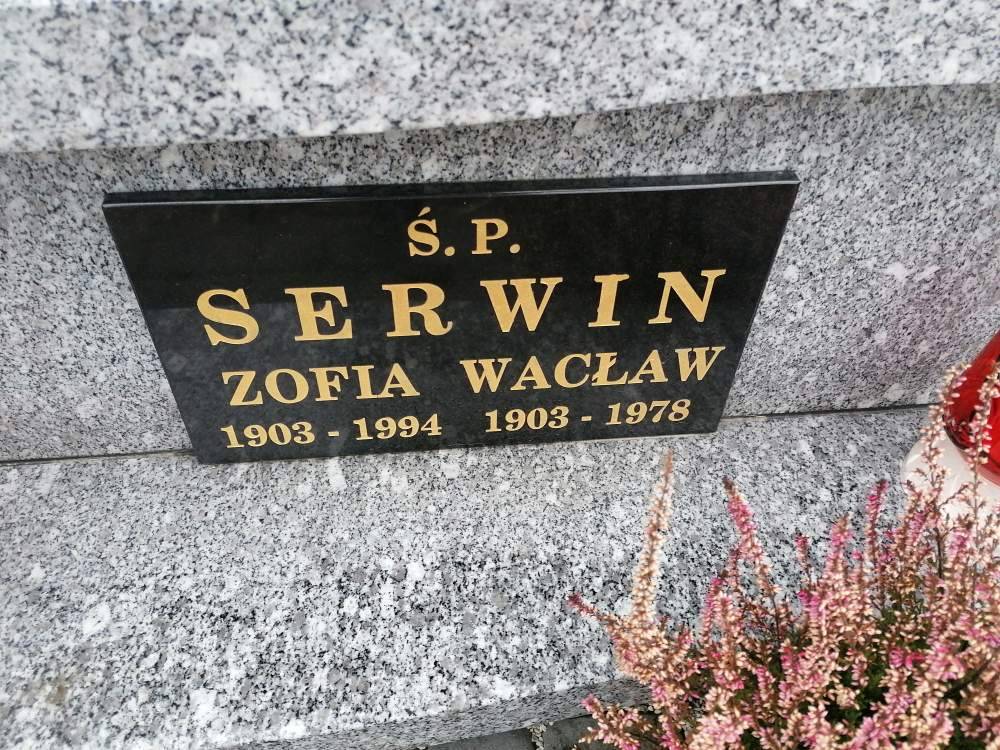 Ś. P.
SERWIN
ZOFIA WACŁAW
1903 - 1994 1903 - 1978